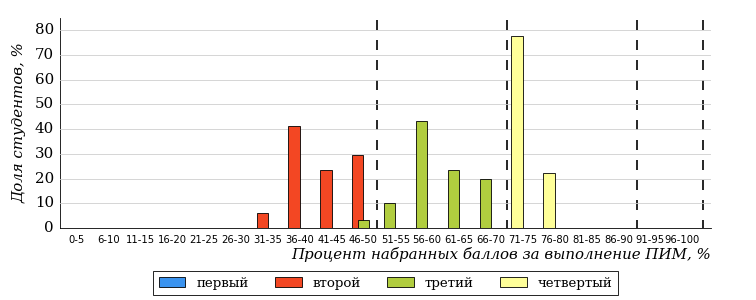 Доля студентов, %
80
70
60
50
40
30
20
10
0
0-5 6-10 11-15 16-20 21-25 26-30 31-35 36-40 41-45 46-50 51-55 56-60 61-65 66-70 71-75 76-80 81-85 86-90 91-95 96-100
Процент набранных баллов за выполнение ПИМ, %
первый второй третий четвертый